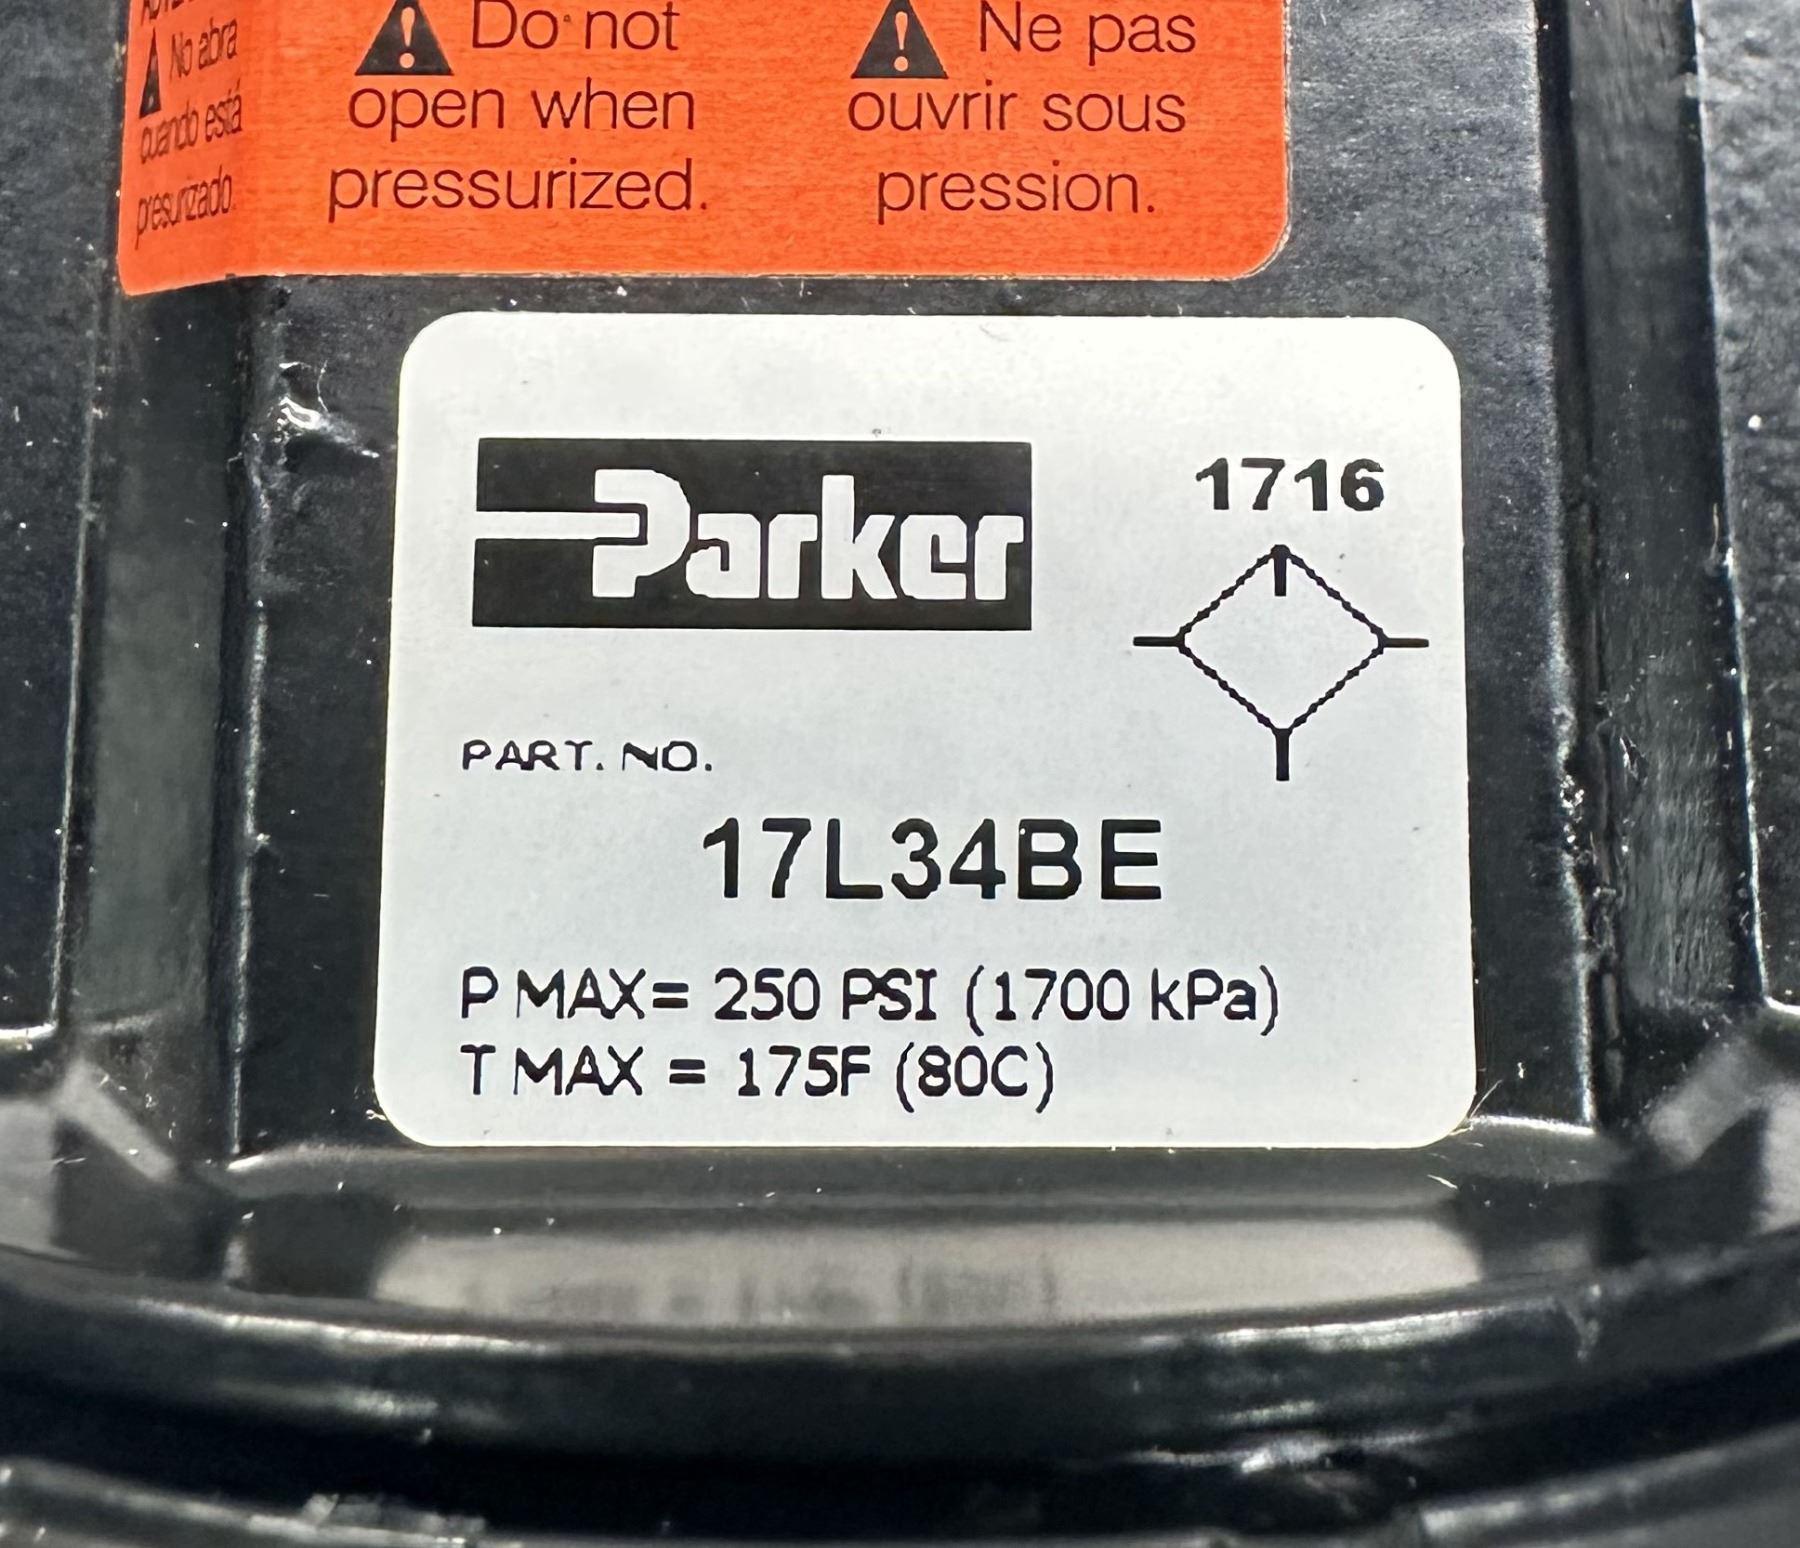 No abra
cuando está
presurizado.
Do not
open when
pressurized.
Ne pas
ouvrir sous
pression.
Parker
1716
PART. NO.
17L34BE
P MAX= 250 PSI (1700 kPa)
T MAX = 175F (80C)